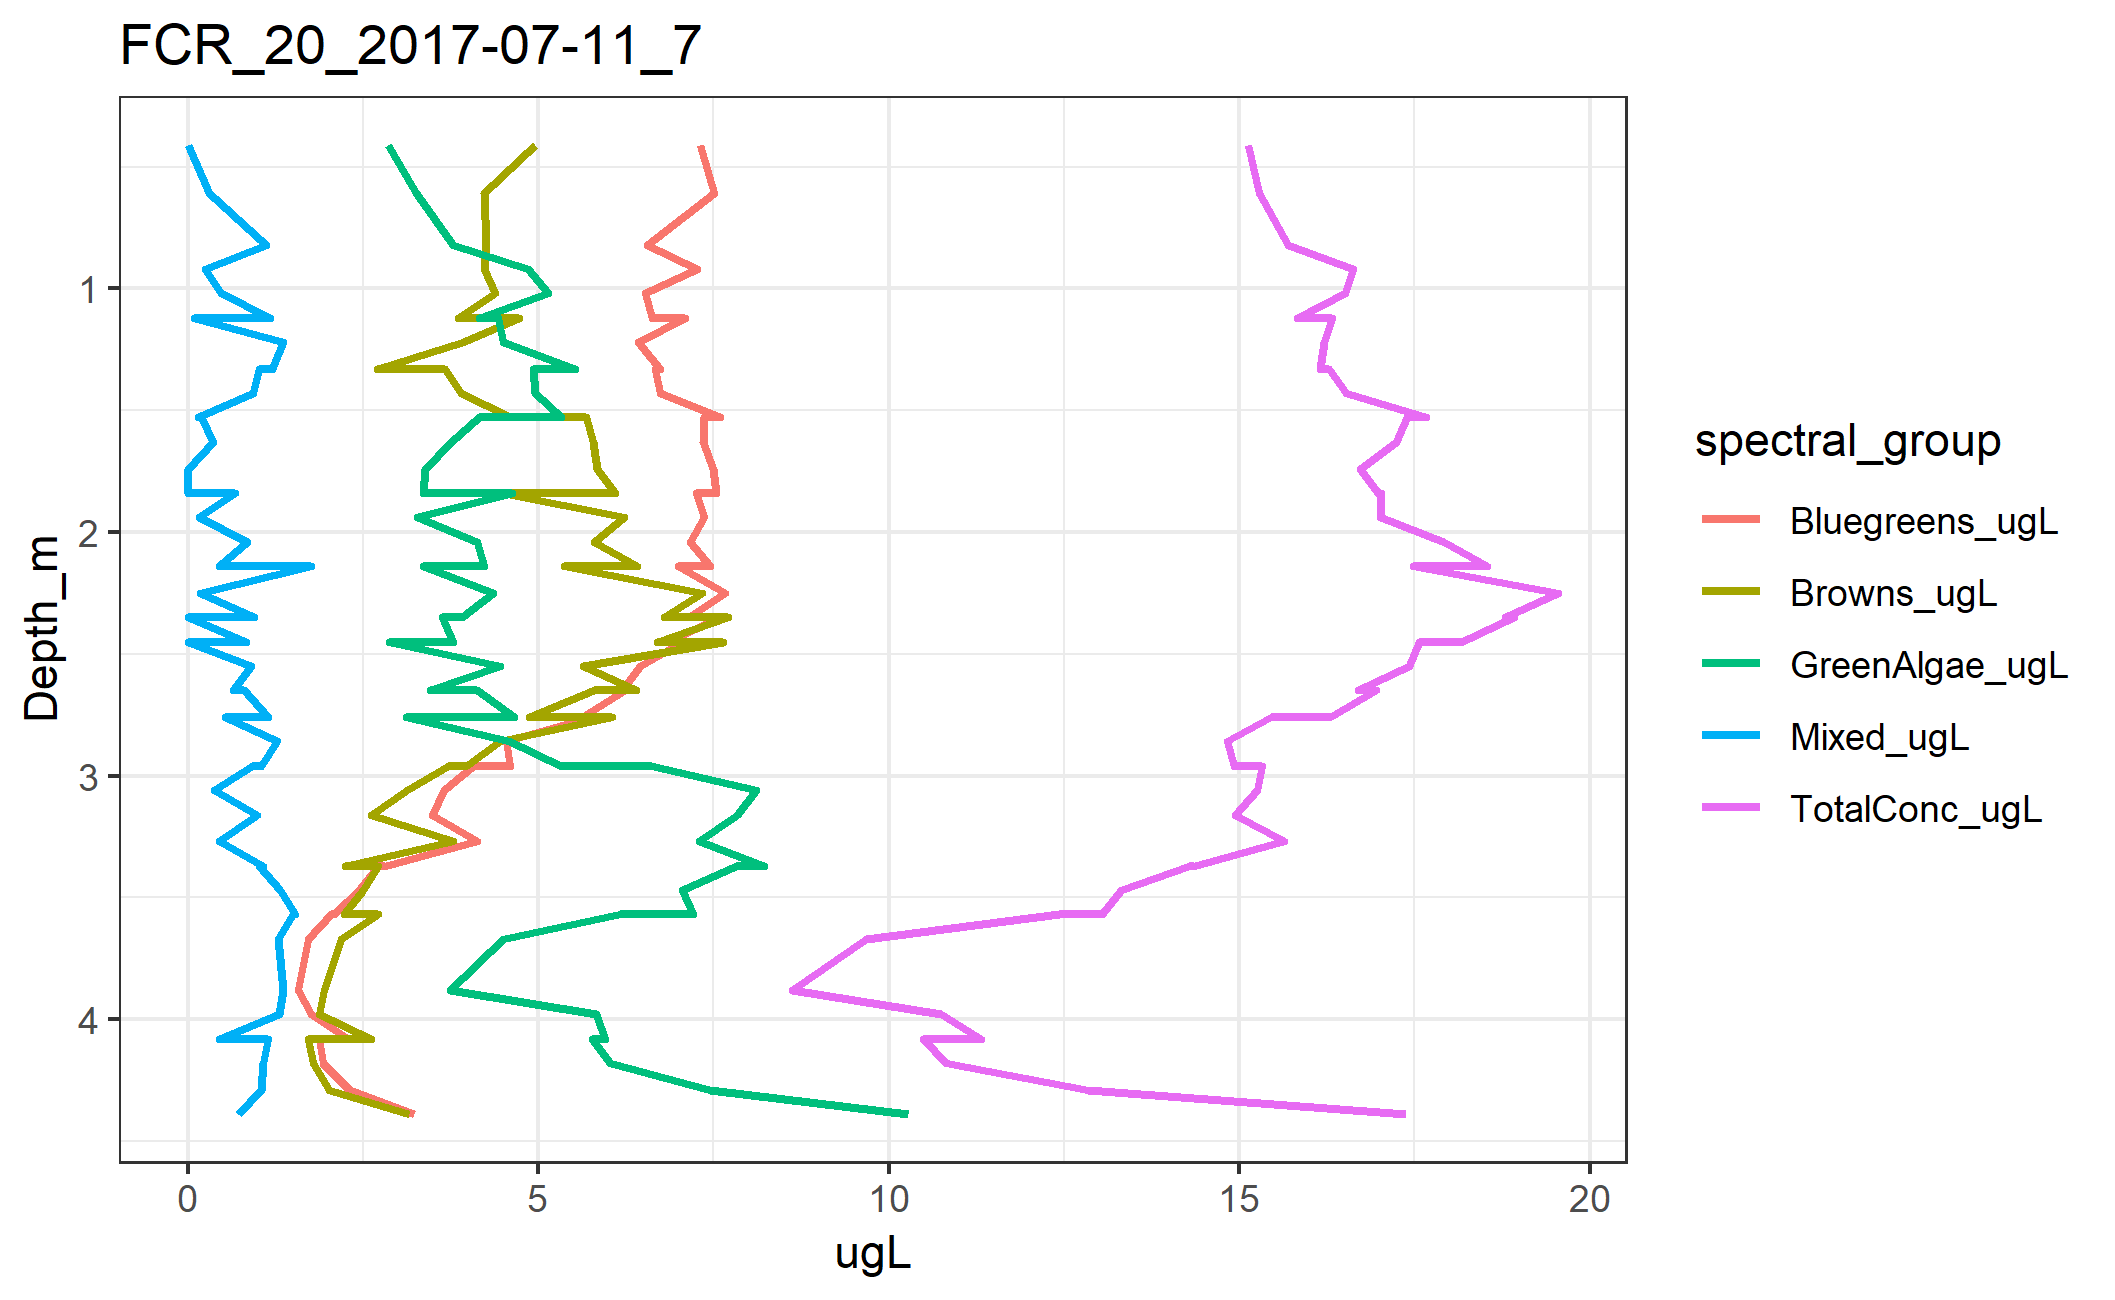 FCR_20_2017-07-11_7
Depth_m
1
2
3
4
0
5
10
15
20
ugL
spectral_group
Bluegreens_ugL
Browns_ugL
GreenAlgae_ugL
Mixed_ugL
TotalConc_ugL